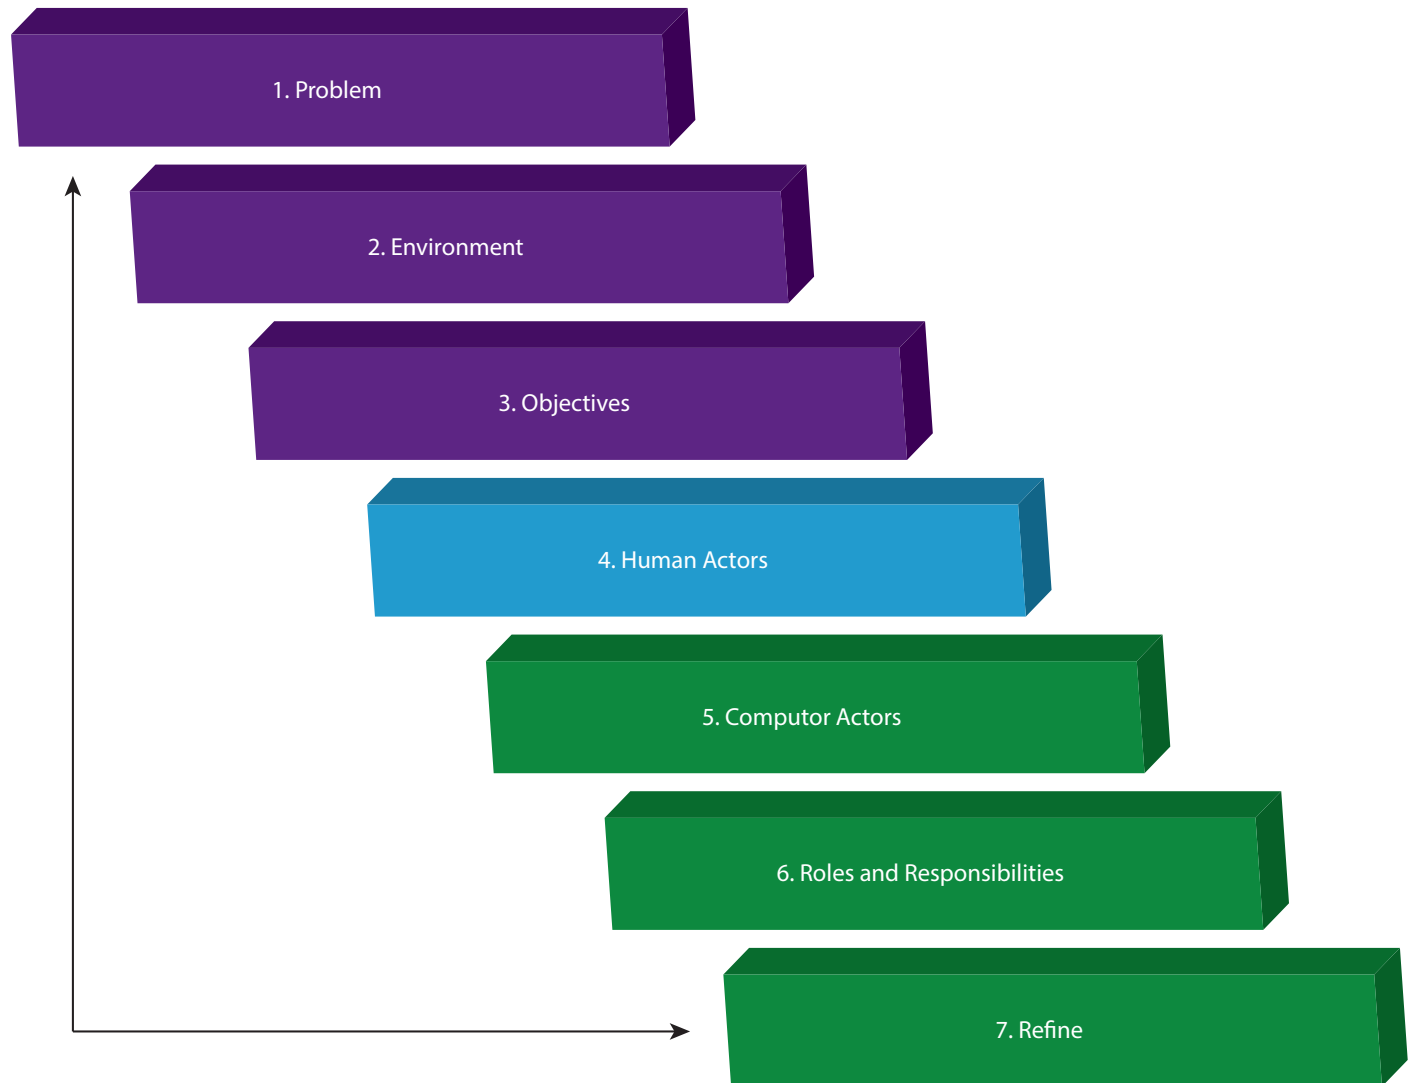 1. Problem
2. Environment
3. Objectives
4. Human Actors
5. Computor Actors
6. Roles and Responsibilities
7. Refine